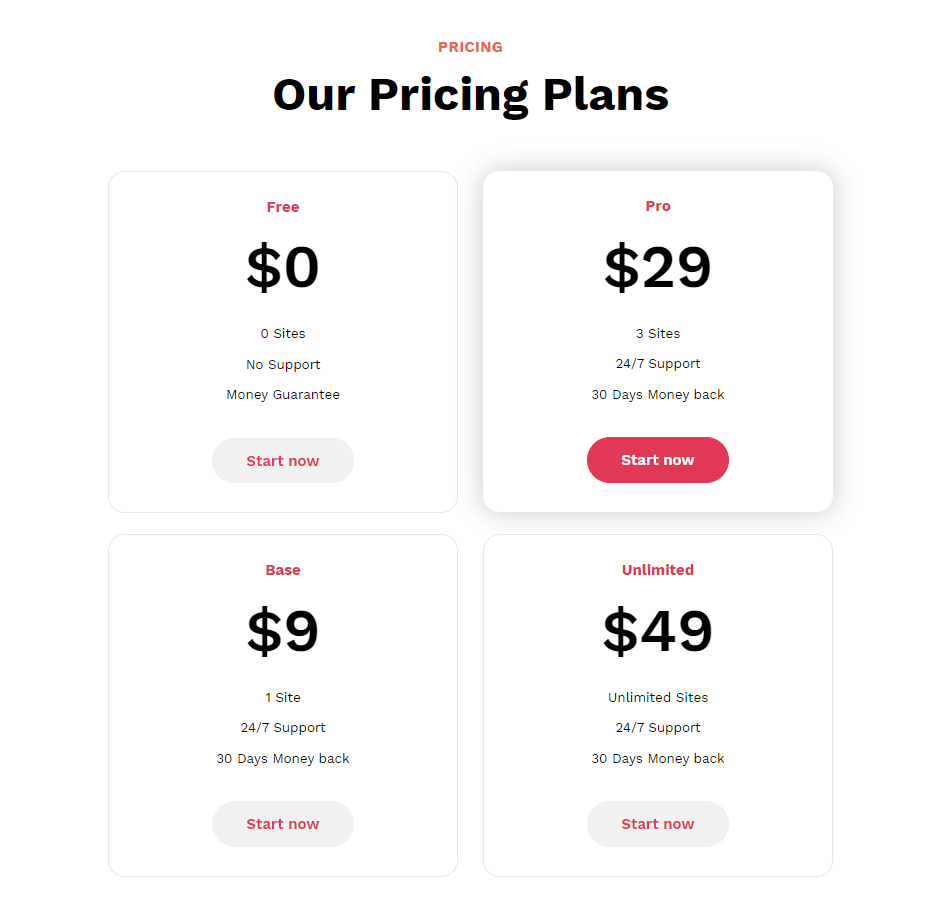 PRICING
Our Pricing Plans
Free
$0
0 Sites
No Support
Money Guarantee
Start now
Pro
$29
3 Sites
24/7 Support
30 Days Money back
Start now
Base
$9
1 Site
24/7 Support
30 Days Money back
Start now
Unlimited
$49
Unlimited Sites
24/7 Support
30 Days Money back
Start now